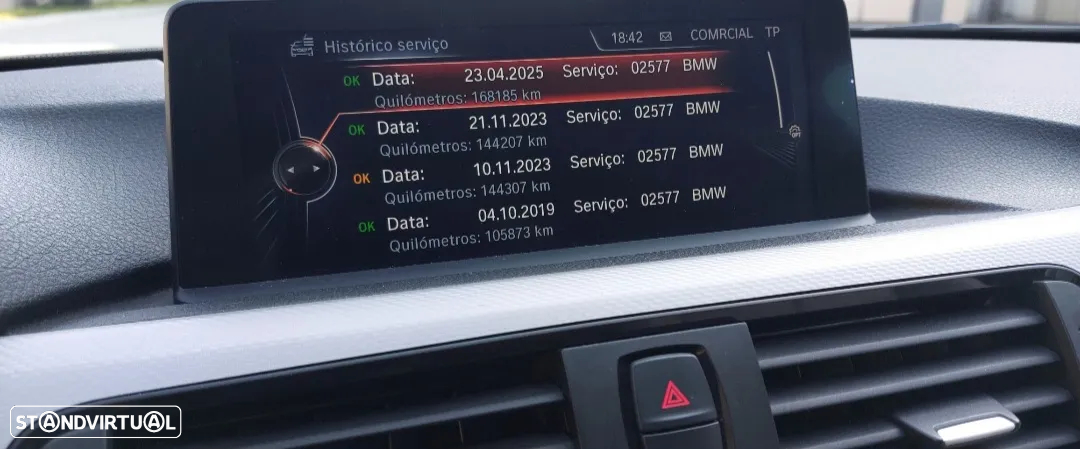 Histórico serviço 18:42 COMRCIAL TP
OK Data: 23.04.2025 Serviço: 02577 BMW
Quilómetros: 168185 km
OK Data: 21.11.2023 Serviço: 02577 BMW
Quilómetros: 144207 km
OK Data: 10.11.2023 Serviço: 02577 BMW
Quilómetros: 144307 km
OK Data: 04.10.2019 Serviço: 02577 BMW
Quilómetros: 105873 km
STANDVIRTUAL